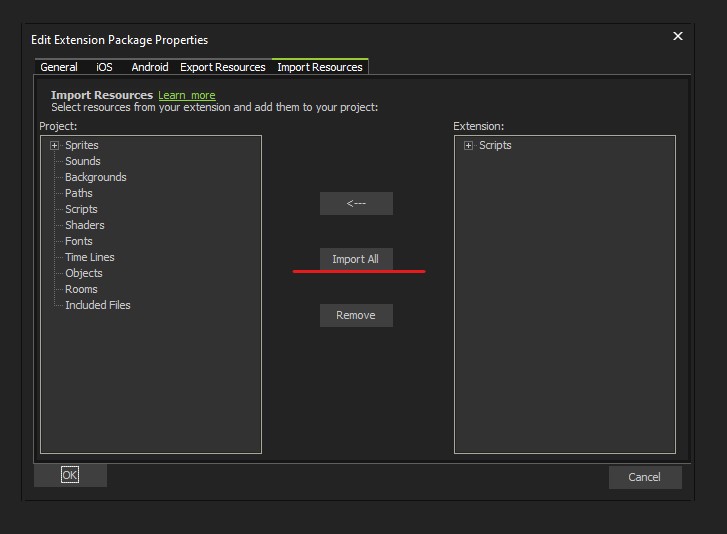 Edit Extension Package Properties
General iOS Android Export Resources Import Resources
Import Resources Learn more
Select resources from your extension and add them to your project:
Project: Extension:
Sprites Scripts
Sounds
Backgrounds
Paths
Scripts
<---
Shaders
Fonts
Time Lines
Import All
Objects
Rooms
Included Files
Remove
OK Cancel